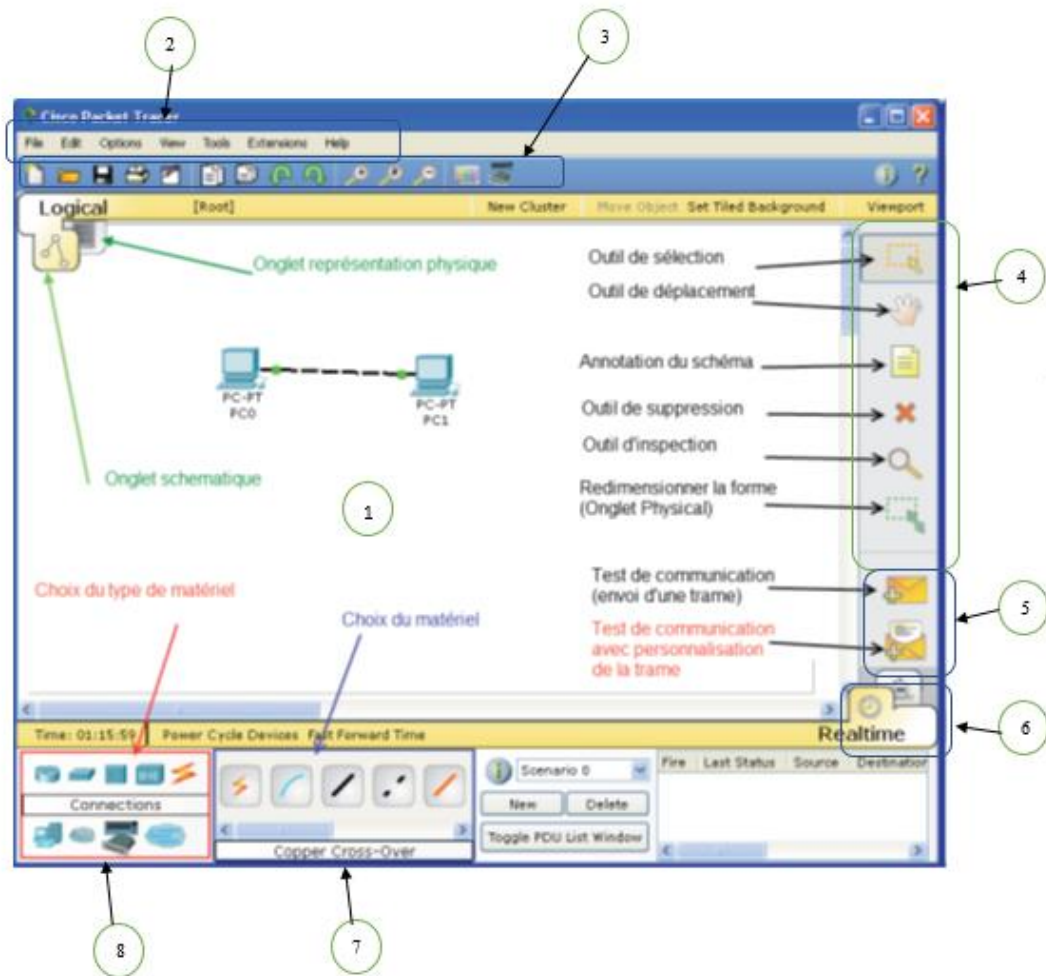 2
3
Cisco Packet Tracer
File Edit Options View Tools Extensions Help
Logical [Root] New Cluster Move Object Set Tiled Background Viewport
Onglet représentation physique
Outil de sélection
4
Outil de déplacement
Annotation du schéma
PC-PT
PC0
PC-PT
PC1
Outil de suppression
Outil d'inspection
Onglet schematique
Redimensionner la forme
(Onglet Physical)
1
Choix du type de matériel
Test de communication
(envoi d'une trame)
5
Choix du matériel
Test de communication
avec personnalisation
de la trame
6
Time: 01:15:59 Power Cycle Devices Fast Forward Time
Realtime
Connections
Copper Cross-Over
Scenario 0
New Delete
Toggle PDU List Window
Fire Last Status Source Destination
8
7